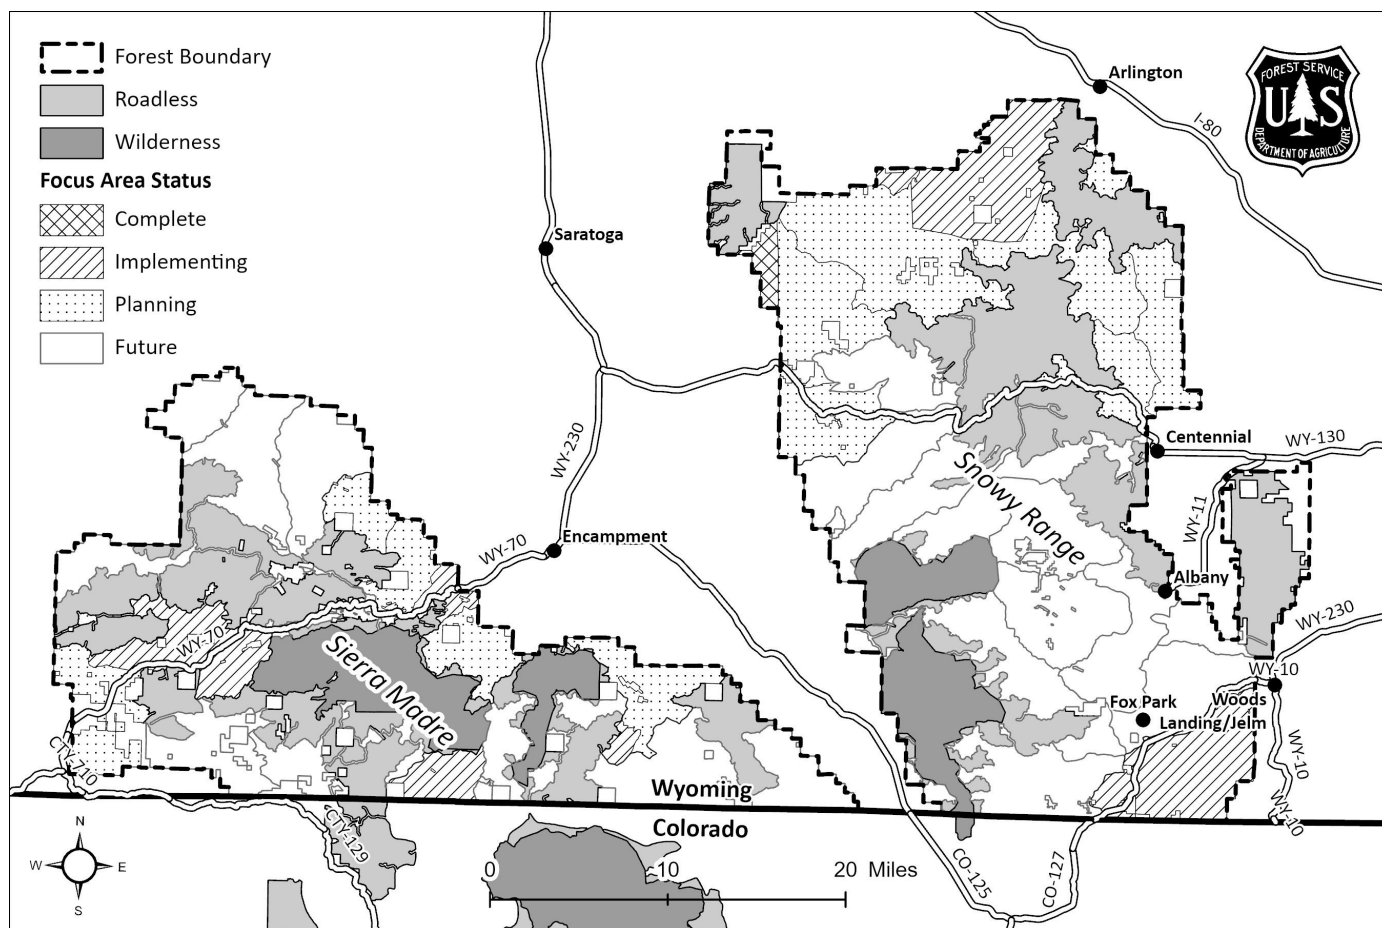 Forest Boundary
Roadless
Wilderness
Focus Area Status
Complete
Implementing
Planning
Future
Arlington
I-80
FOREST SERVICE
U S
DEPARTMENT OF AGRICULTURE
Saratoga
WY-230
Centennial
WY-130
Snowy Range
WY-11
Encampment
WY-70
Albany
WY-230
WY-70
Sierra Madre
WY-10
Woods
Landing/Jelm
Fox Park
WY-10
WY-10
CTY-710
Wyoming
Colorado
CTY-129
CO-125
CO-127
N
W E
S
0 10 20 Miles